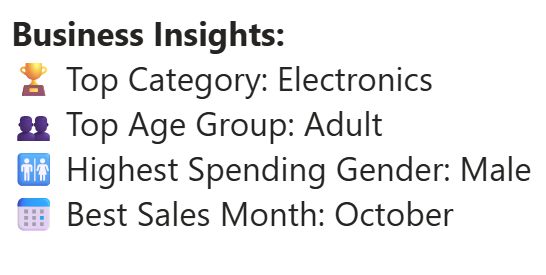 Business Insights:
🏆 Top Category: Electronics
👥 Top Age Group: Adult
🚻 Highest Spending Gender: Male
📅 Best Sales Month: October